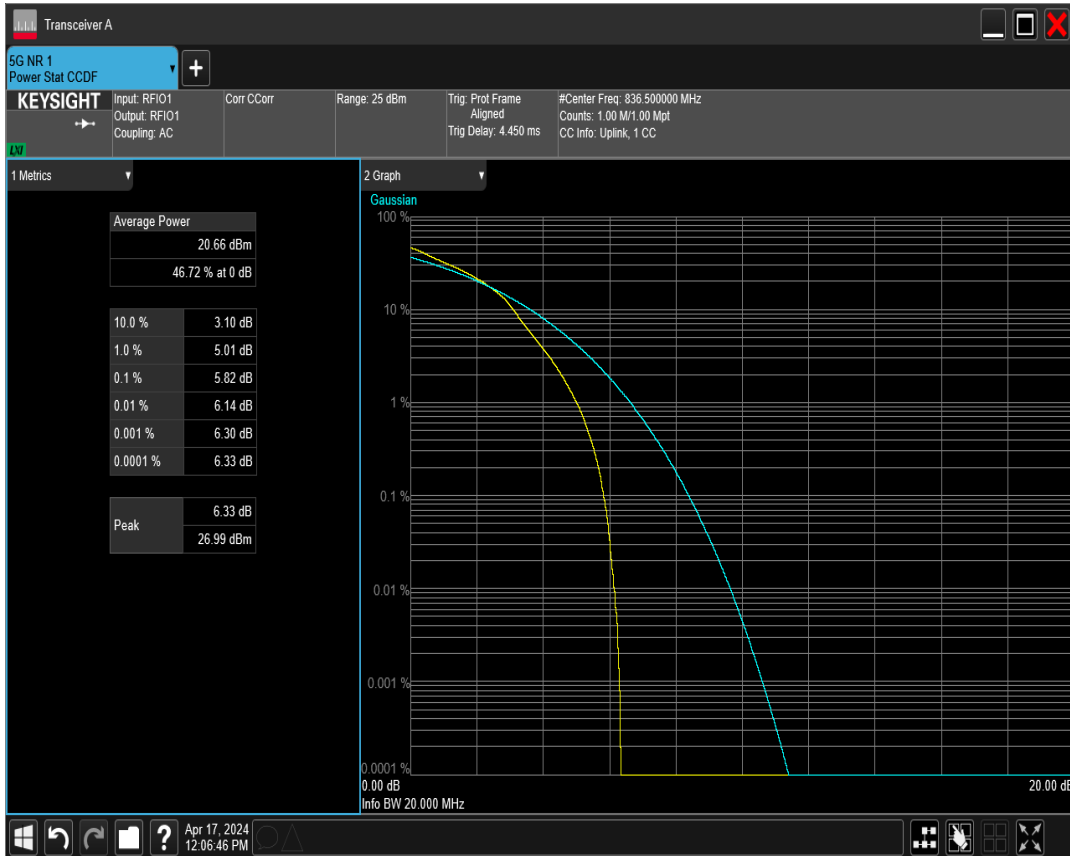 Transceiver A
5G NR 1
Power Stat CCDF
KEYSIGHT
LXI
Input: RFIO1
Output: RFIO1
Coupling: AC
Corr CCorr
Range: 25 dBm
Trig: Prot Frame
Aligned
Trig Delay: 4.450 ms
#Center Freq: 836.500000 MHz
Counts: 1.00 M/1.00 Mpt
CC Info: Uplink, 1 CC
1 Metrics
Average Power
20.66 dBm
46.72 % at 0 dB
10.0 % 3.10 dB
1.0 % 5.01 dB
0.1 % 5.82 dB
0.01 % 6.14 dB
0.001 % 6.30 dB
0.0001 % 6.33 dB
Peak 6.33 dB
26.99 dBm
2 Graph
Gaussian
100 %
10 %
1 %
0.1 %
0.01 %
0.001 %
0.0001 %
0.00 dB 20.00 dB
Info BW 20.000 MHz
?
Apr 17, 2024
12:06:46 PM